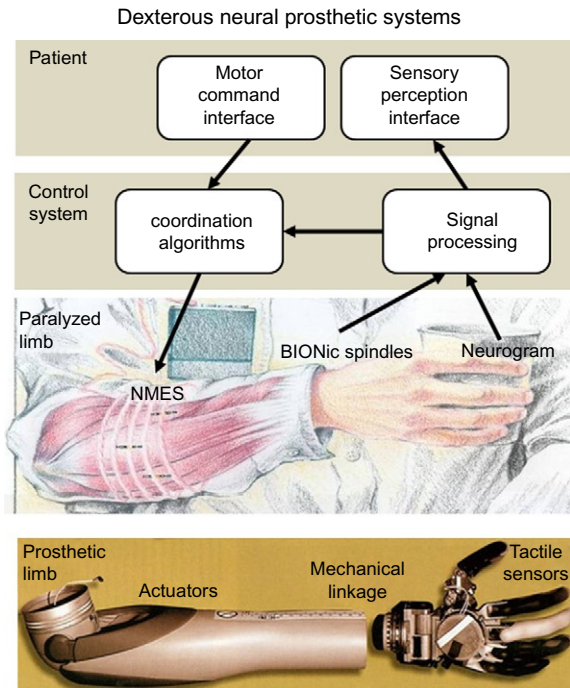 Dexterous neural prosthetic systems
Patient
Motor
command
interface
Sensory
perception
interface
Control
system
coordination
algorithms
Signal
processing
Paralyzed
limb
BIONic spindles
Neurogram
NMES
Prosthetic
limb
Actuators
Mechanical
linkage
Tactile
sensors